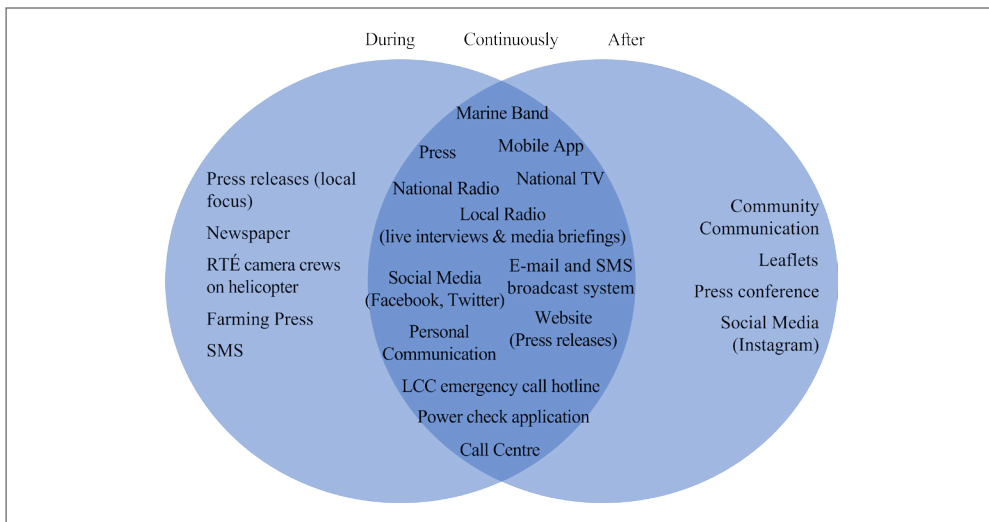 During Continuously After
Press releases (local
focus)
Newspaper
RTÉ camera crews
on helicopter
Farming Press
SMS
Marine Band
Press
Mobile App
National Radio
National TV
Local Radio
(live interviews & media briefings)
Social Media
(Facebook, Twitter)
E-mail and SMS
broadcast system
Personal
Communication
Website
(Press releases)
LCC emergency call hotline
Power check application
Call Centre
Community
Communication
Leaflets
Press conference
Social Media
(Instagram)